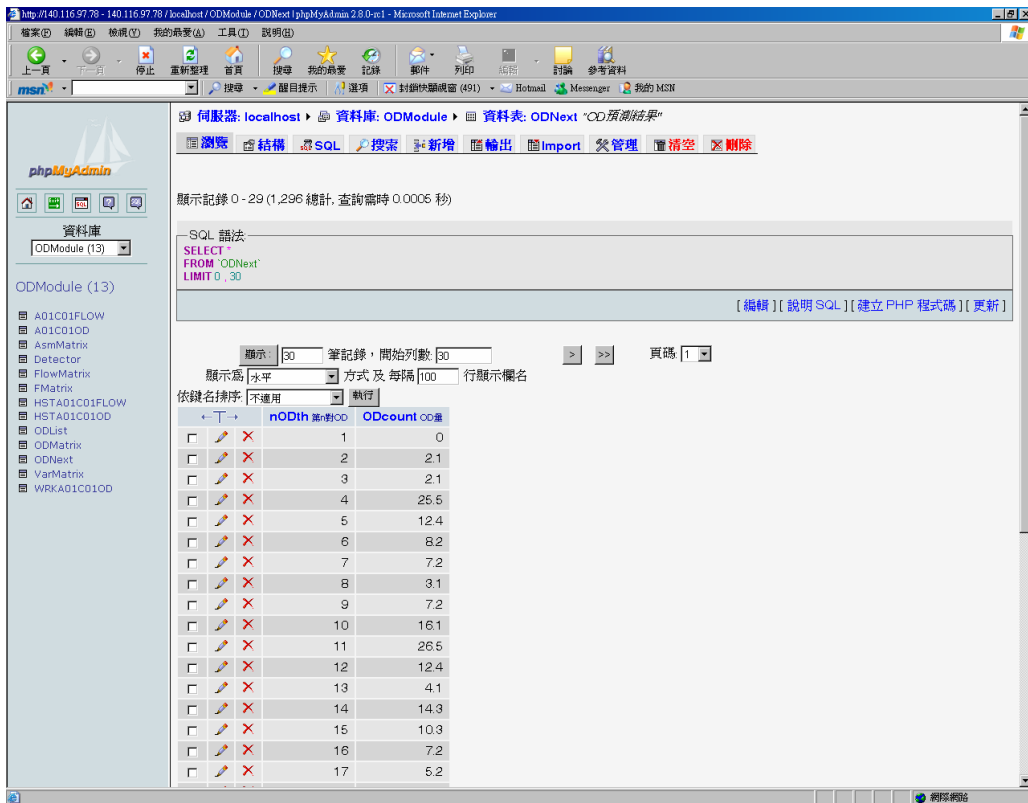 http://140.116.97.78 - 140.116.97.78 / localhost / ODModule / ODNext | phpMyAdmin 2.8.0-rc1 - Microsoft Internet Explorer
檔案(F) 編輯(E) 檢視(V) 我的最愛(A) 工具(T) 說明(H)
上一頁 下一頁 停止 重新整理 首頁 搜尋 我的最愛 記錄 郵件 列印 編輯 討論 參考資料
msn 搜尋 醒目提示 選項 封鎖快顯視窗 (491) Hotmail Messenger 我的 MSN
phpMyAdmin
資料庫
ODModule (13)
ODModule (13)
A01C01FLOW
A01C01OD
AsmMatrix
Detector
FlowMatrix
FMatrix
HSTA01C01FLOW
HSTA01C01OD
ODList
ODMatrix
ODNext
VarMatrix
WRKA01C01OD
伺服器: localhost 資料庫: ODModule 資料表: ODNext "OD預測結果"
瀏覽 結構 SQL 搜索 新增 輸出 Import 管理 清空 刪除
顯示記錄 0 - 29 (1,296 總計, 查詢需時 0.0005 秒)
SQL 語法:
SELECT *
FROM `ODNext`
LIMIT 0 , 30
[ 編輯 ] [ 說明 SQL ] [ 建立 PHP 程式碼 ] [ 更新 ]
顯示: 30 筆記錄，開始列數: 30 > >> 頁碼: 1
顯示為 水平 方式 及 每隔 100 行顯示欄名
依鍵名排序: 不適用 執行
←T→ nODth 第n對OD ODcount OD量
1 0
2 2.1
3 2.1
4 25.5
5 12.4
6 8.2
7 7.2
8 3.1
9 7.2
10 16.1
11 26.5
12 12.4
13 4.1
14 14.3
15 10.3
16 7.2
17 5.2
網際網路